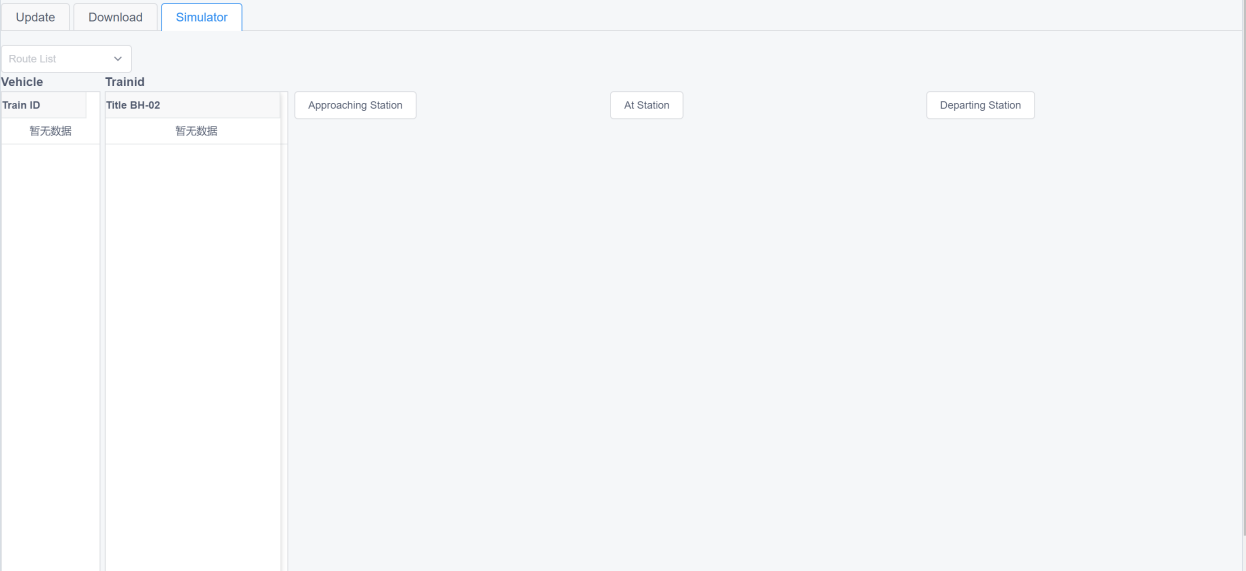 Update Download Simulator
Route List
Vehicle Trainid
Train ID Title BH-02 Approaching Station At Station Departing Station
暂无数据 暂无数据